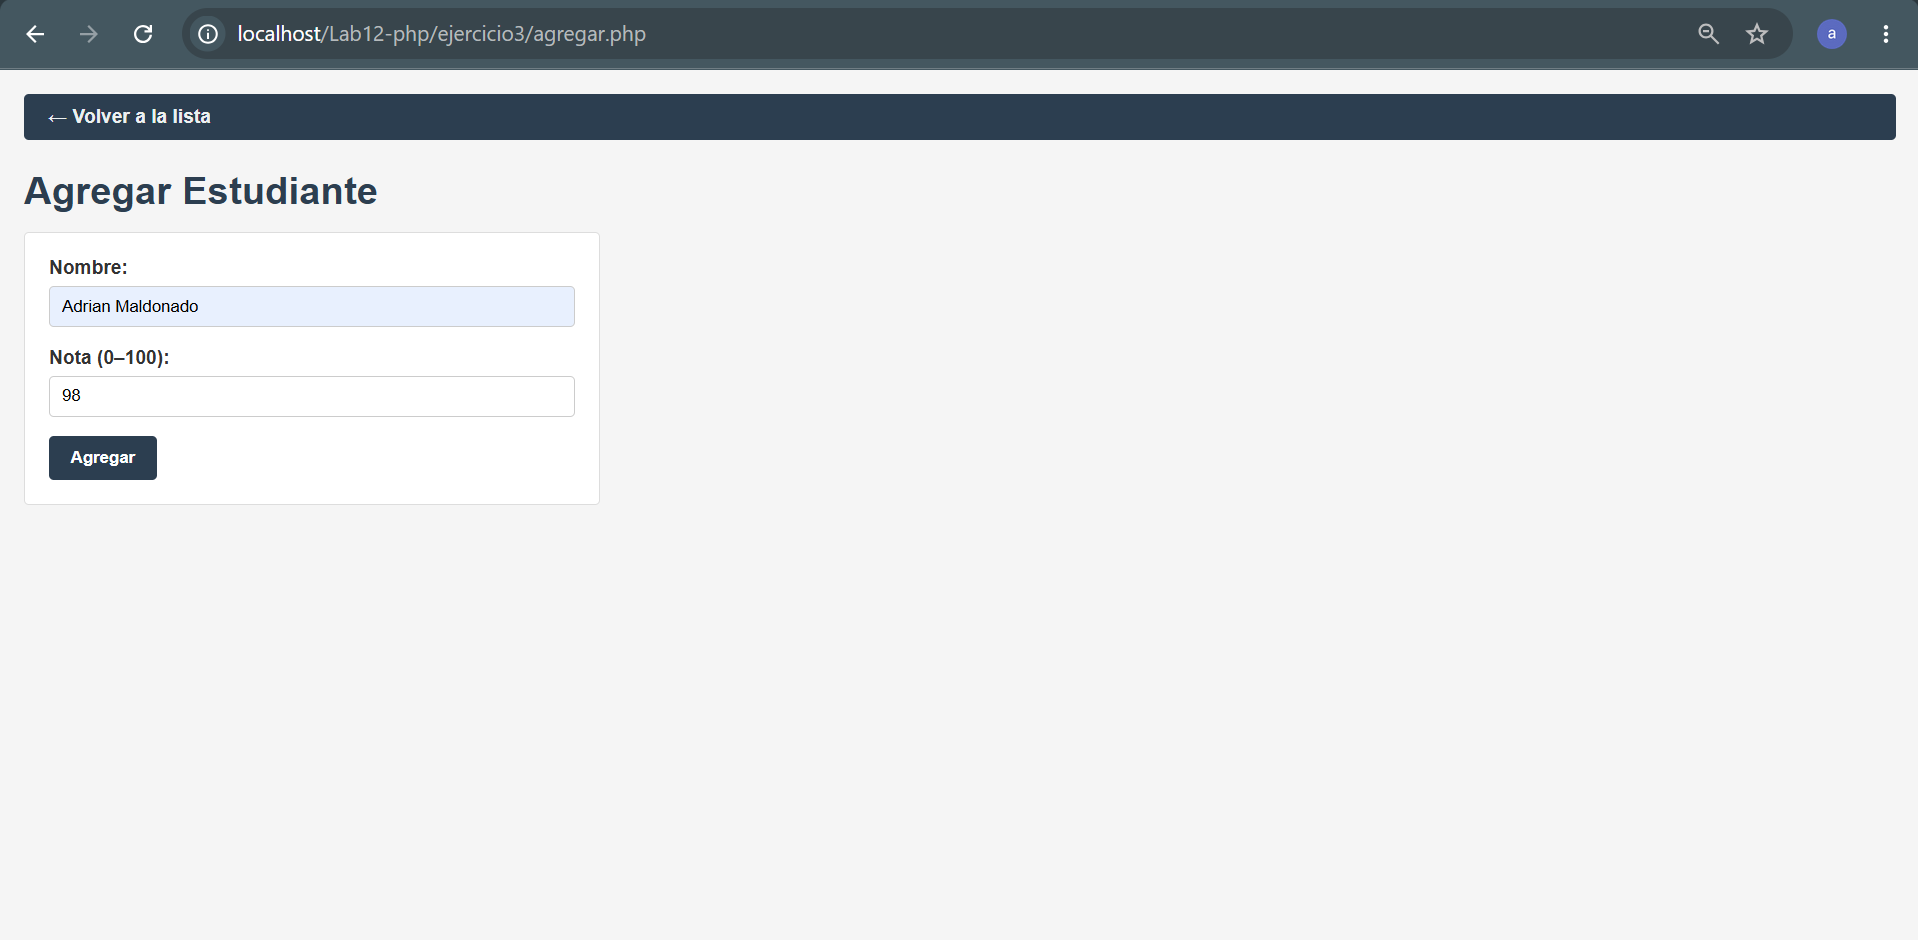 localhost/Lab12-php/ejercicio3/agregar.php
a
← Volver a la lista
Agregar Estudiante
Nombre:
Adrian Maldonado
Nota (0–100):
98
Agregar